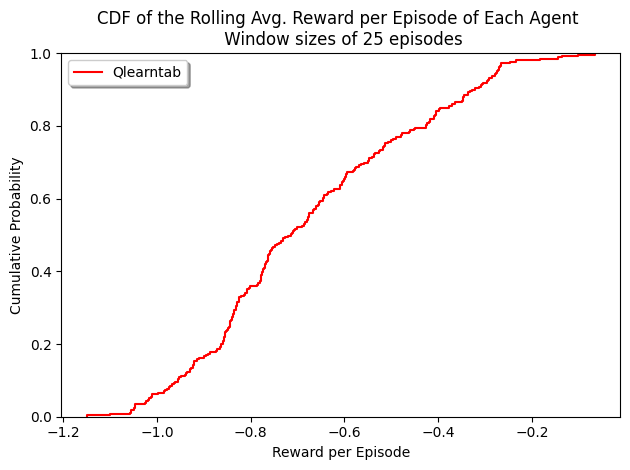 CDF of the Rolling Avg. Reward per Episode of Each Agent
Window sizes of 25 episodes
Qlearntab
1.0
0.8
0.6
0.4
0.2
0.0
Cumulative Probability
−1.2
−1.0
−0.8
−0.6
−0.4
−0.2
Reward per Episode